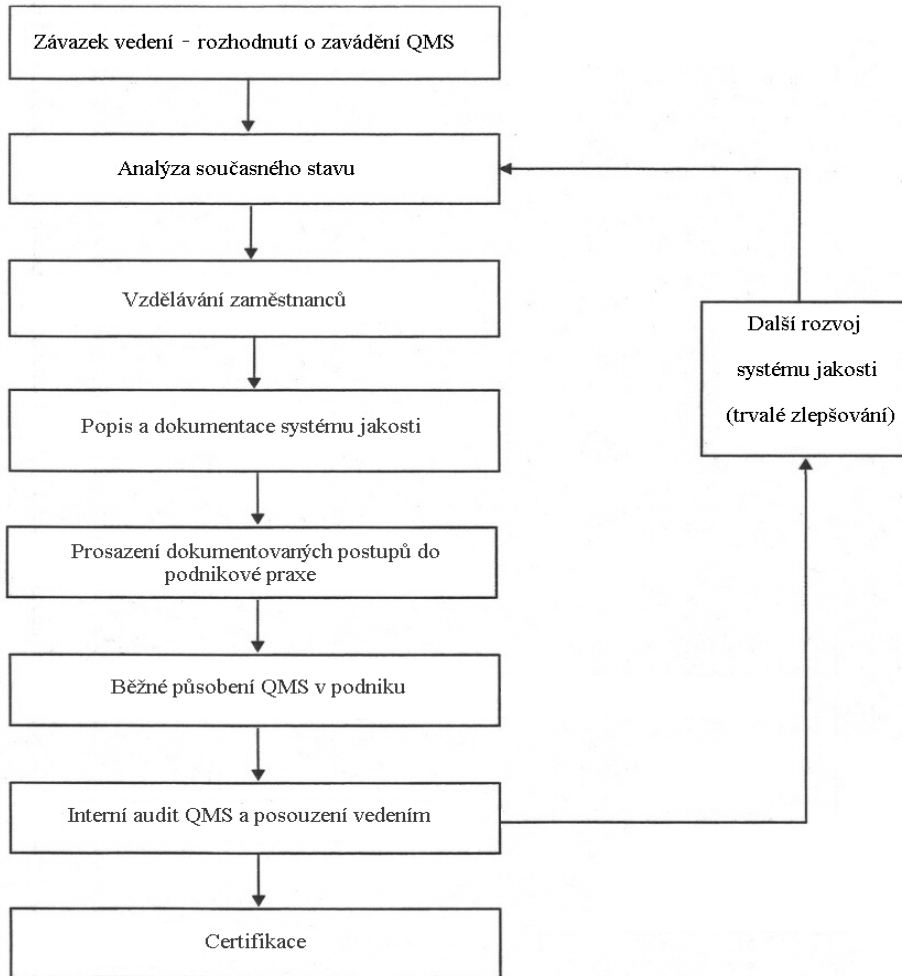 Závazek vedení - rozhodnutí o zavádění QMS
Analýza současného stavu
Vzdělávání zaměstnanců
Popis a dokumentace systému jakosti
Prosazení dokumentovaných postupů do
podnikové praxe
Běžné působení QMS v podniku
Interní audit QMS a posouzení vedením
Certifikace
Další rozvoj
systému jakosti
(trvalé zlepšování)